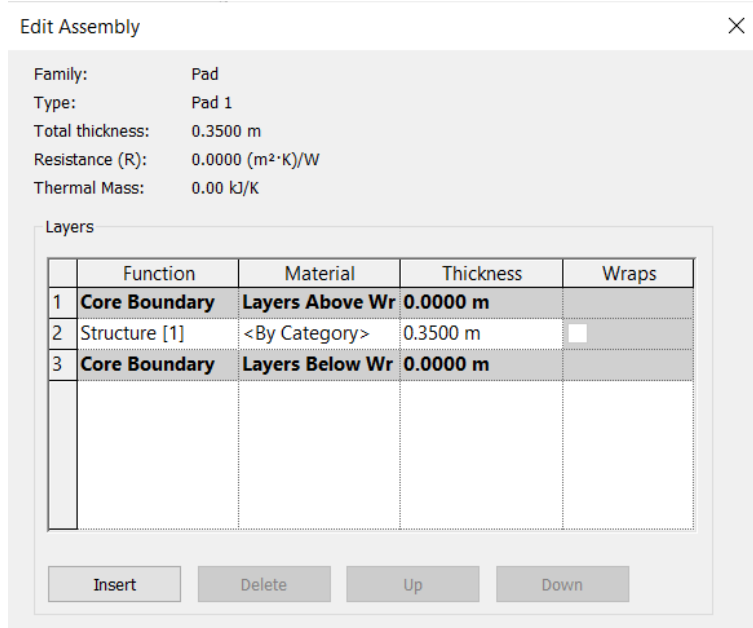 Edit Assembly
Family: Pad
Type: Pad 1
Total thickness: 0.3500 m
Resistance (R): 0.0000 (m²·K)/W
Thermal Mass: 0.00 kJ/K
Layers
Function Material Thickness Wraps
1 Core Boundary Layers Above Wr 0.0000 m
2 Structure [1] <By Category> 0.3500 m
3 Core Boundary Layers Below Wr 0.0000 m
Insert Delete Up Down